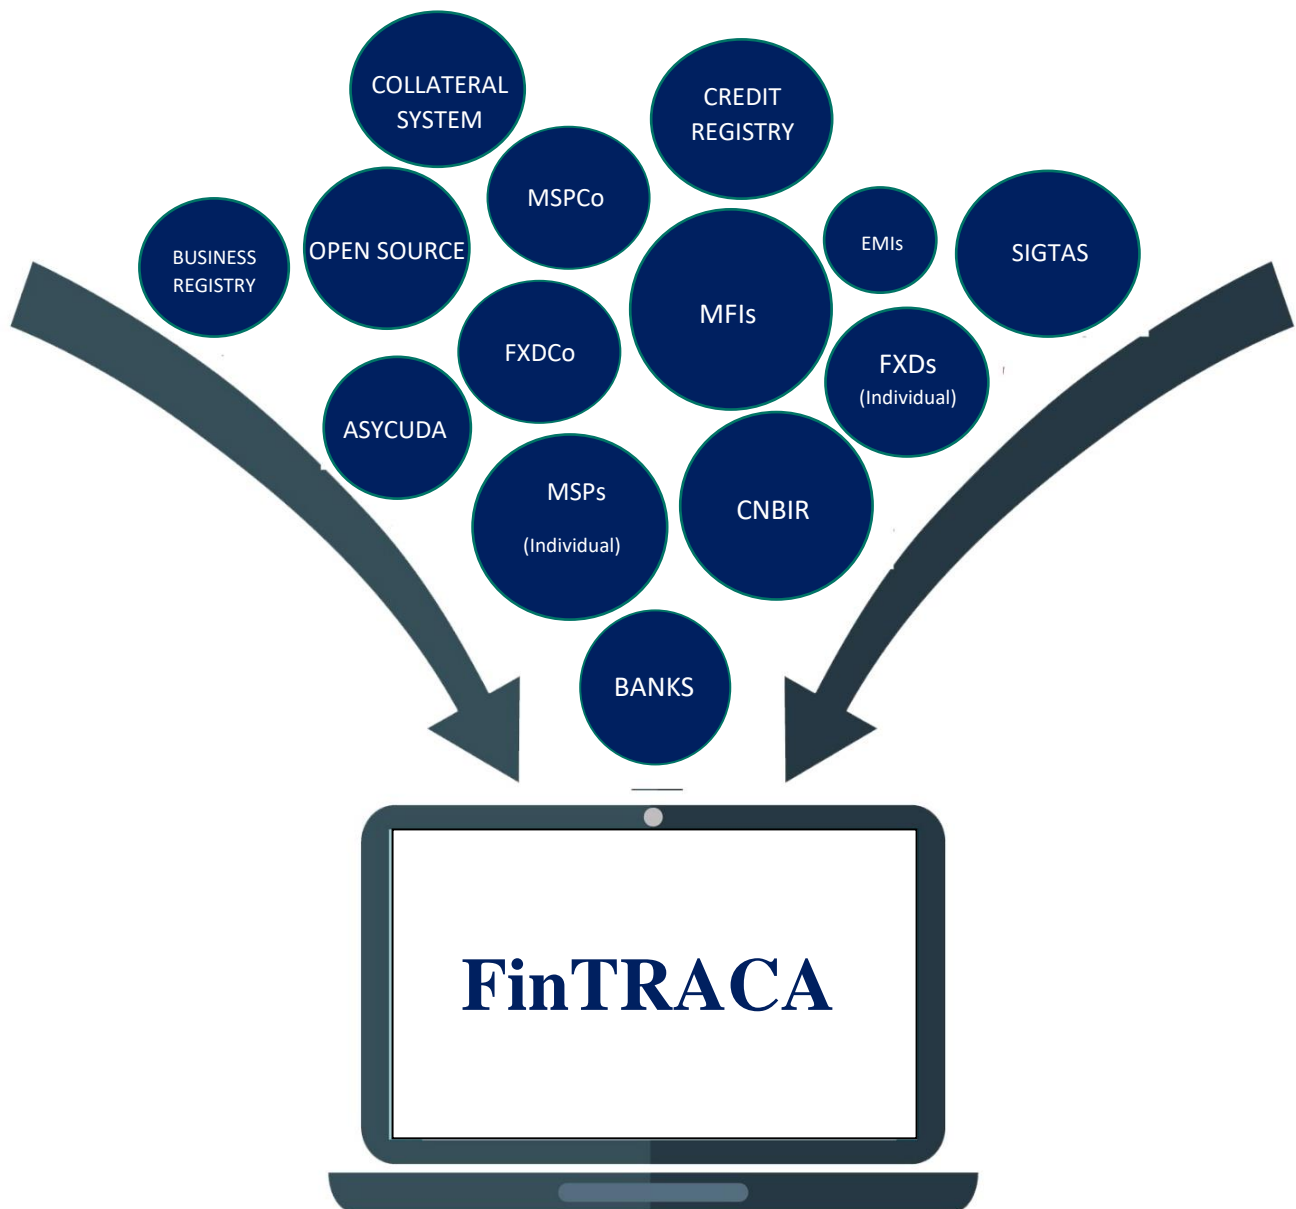 COLLATERAL
SYSTEM
CREDIT
REGISTRY
MSPCo
BUSINESS
REGISTRY
OPEN SOURCE
EMIs
SIGTAS
MFIs
FXDCo
FXDs
(Individual)
ASYCUDA
MSPs
(Individual)
CNBIR
BANKS
FinTRACA